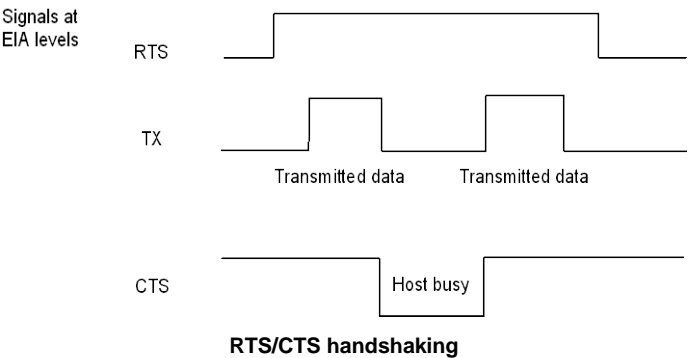 Signals at
EIA levels
RTS
TX
Transmitted data
Transmitted data
CTS
Host busy
RTS/CTS handshaking